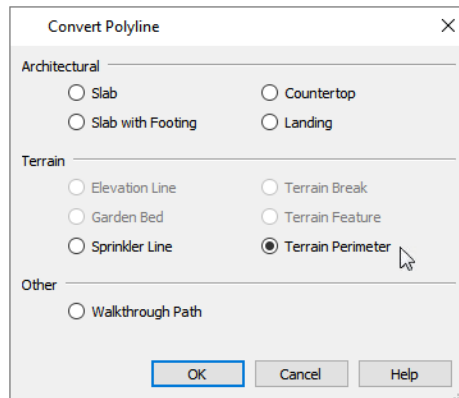 Convert Polyline
Architectural
Slab Countertop
Slab with Footing Landing
Terrain
Elevation Line Terrain Break
Garden Bed Terrain Feature
Sprinkler Line Terrain Perimeter
Other
Walkthrough Path
OK Cancel Help